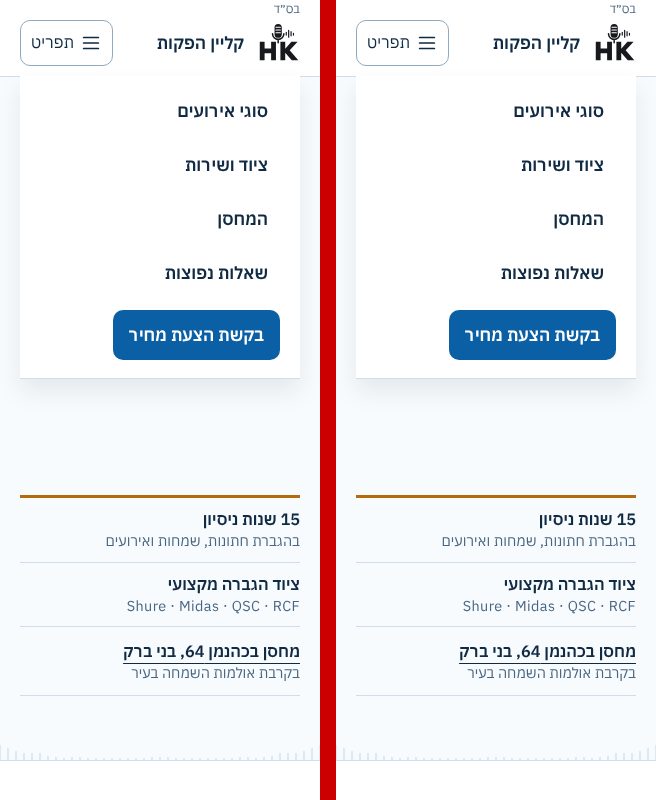 בס״ד
HK
קליין הפקות
תפריט
סוגי אירועים
ציוד ושירות
המחסן
שאלות נפוצות
בקשת הצעת מחיר
15 שנות ניסיון
בהגברת חתונות, שמחות ואירועים
ציוד הגברה מקצועי
Shure · Midas · QSC · RCF
מחסן בכהנמן 64, בני ברק
בקרבת אולמות השמחה בעיר
בס״ד
HK
קליין הפקות
תפריט
סוגי אירועים
ציוד ושירות
המחסן
שאלות נפוצות
בקשת הצעת מחיר
15 שנות ניסיון
בהגברת חתונות, שמחות ואירועים
ציוד הגברה מקצועי
Shure · Midas · QSC · RCF
מחסן בכהנמן 64, בני ברק
בקרבת אולמות השמחה בעיר